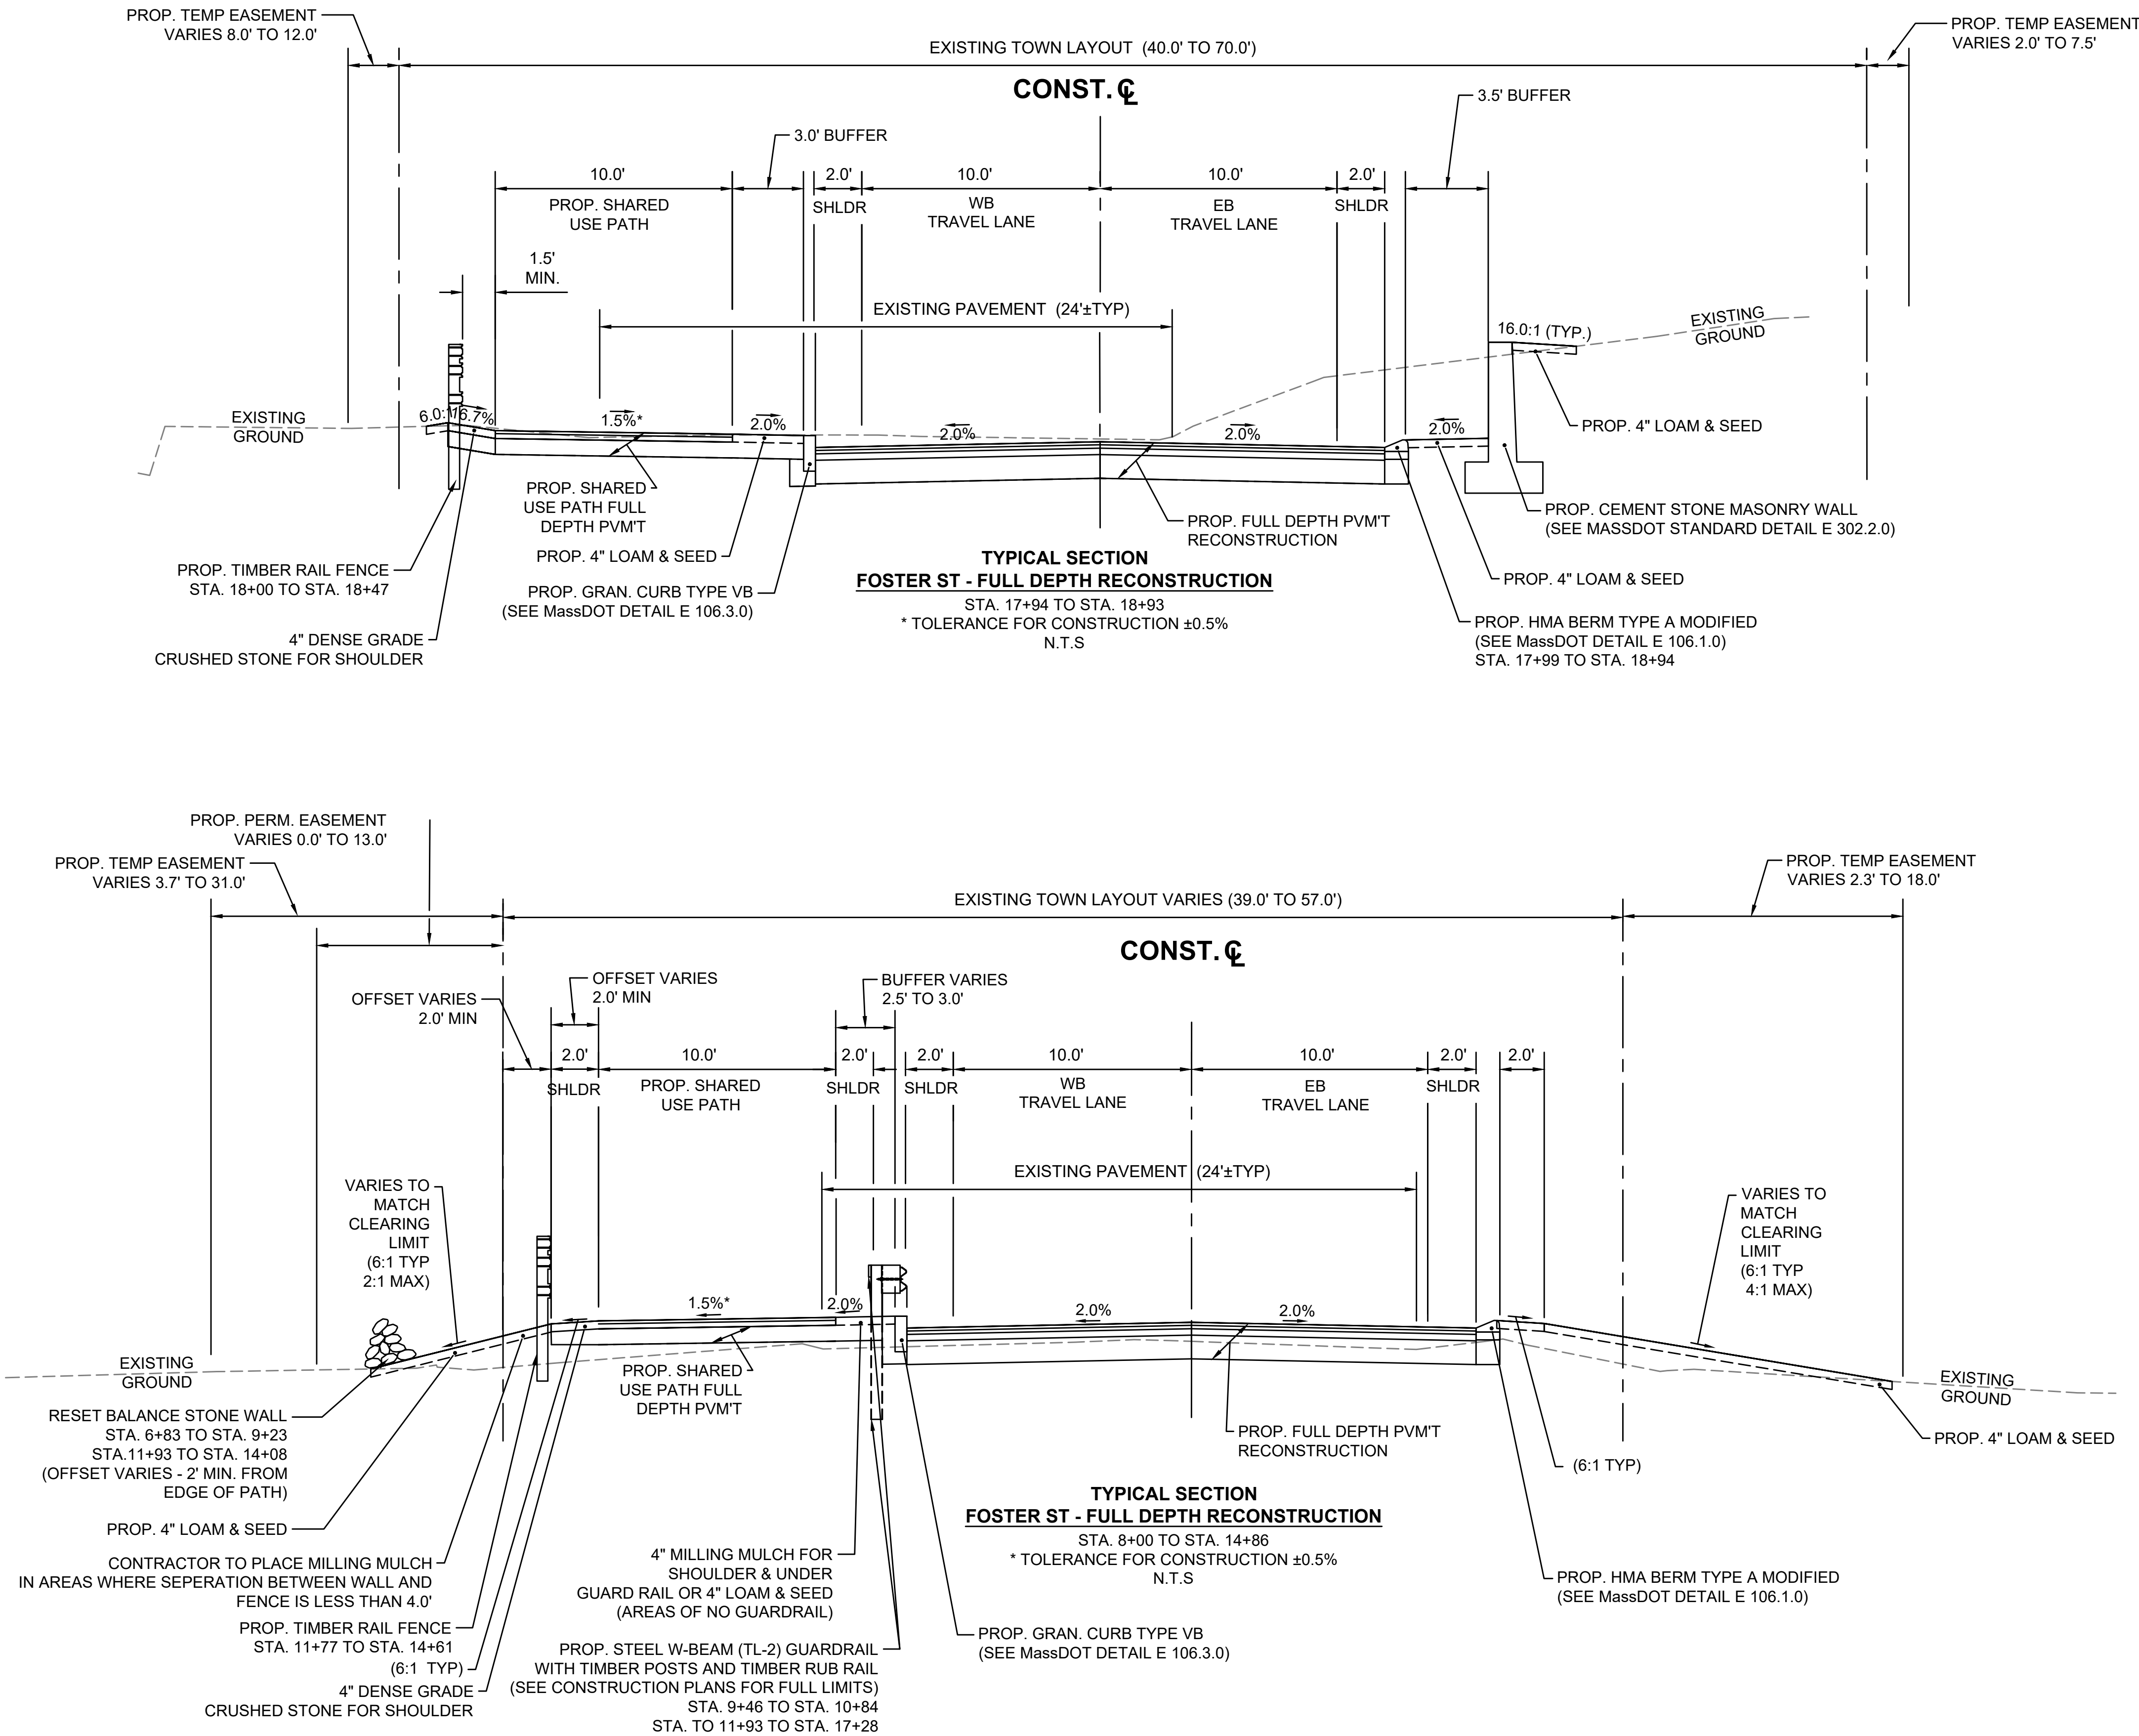 PROP. TEMP EASEMENT
VARIES 8.0' TO 12.0'
EXISTING TOWN LAYOUT (40.0' TO 70.0')
PROP. TEMP EASEMENT
VARIES 2.0' TO 7.5'
CONST. ℄
3.0' BUFFER
3.5' BUFFER
10.0'
PROP. SHARED
USE PATH
2.0'
SHLDR
10.0'
WB
TRAVEL LANE
10.0'
EB
TRAVEL LANE
2.0'
SHLDR
1.5'
MIN.
EXISTING PAVEMENT (24'±TYP)
16.0:1 (TYP.)
EXISTING
GROUND
EXISTING
GROUND
6.0:1
16.7%
1.5%*
2.0%
2.0%
2.0%
2.0%
PROP. 4" LOAM & SEED
PROP. SHARED
USE PATH FULL
DEPTH PVM'T
PROP. 4" LOAM & SEED
PROP. GRAN. CURB TYPE VB
(SEE MassDOT DETAIL E 106.3.0)
PROP. TIMBER RAIL FENCE
STA. 18+00 TO STA. 18+47
4" DENSE GRADE
CRUSHED STONE FOR SHOULDER
PROP. FULL DEPTH PVM'T
RECONSTRUCTION
PROP. CEMENT STONE MASONRY WALL
(SEE MASSDOT STANDARD DETAIL E 302.2.0)
PROP. 4" LOAM & SEED
PROP. HMA BERM TYPE A MODIFIED
(SEE MassDOT DETAIL E 106.1.0)
STA. 17+99 TO STA. 18+94
TYPICAL SECTION
FOSTER ST - FULL DEPTH RECONSTRUCTION
STA. 17+94 TO STA. 18+93
* TOLERANCE FOR CONSTRUCTION ±0.5%
N.T.S
PROP. PERM. EASEMENT
VARIES 0.0' TO 13.0'
PROP. TEMP EASEMENT
VARIES 3.7' TO 31.0'
EXISTING TOWN LAYOUT VARIES (39.0' TO 57.0')
PROP. TEMP EASEMENT
VARIES 2.3' TO 18.0'
CONST. ℄
OFFSET VARIES
2.0' MIN
OFFSET VARIES
2.0' MIN
BUFFER VARIES
2.5' TO 3.0'
2.0'
SHLDR
10.0'
PROP. SHARED
USE PATH
2.0'
SHLDR
2.0'
SHLDR
10.0'
WB
TRAVEL LANE
10.0'
EB
TRAVEL LANE
2.0'
SHLDR
2.0'
EXISTING PAVEMENT (24'±TYP)
VARIES TO
MATCH
CLEARING
LIMIT
(6:1 TYP
2:1 MAX)
VARIES TO
MATCH
CLEARING
LIMIT
(6:1 TYP
4:1 MAX)
1.5%*
2.0%
2.0%
2.0%
EXISTING
GROUND
EXISTING
GROUND
PROP. SHARED
USE PATH FULL
DEPTH PVM'T
PROP. FULL DEPTH PVM'T
RECONSTRUCTION
RESET BALANCE STONE WALL
STA. 6+83 TO STA. 9+23
STA.11+93 TO STA. 14+08
(OFFSET VARIES - 2' MIN. FROM
EDGE OF PATH)
PROP. 4" LOAM & SEED
CONTRACTOR TO PLACE MILLING MULCH
IN AREAS WHERE SEPERATION BETWEEN WALL AND
FENCE IS LESS THAN 4.0'
PROP. TIMBER RAIL FENCE
STA. 11+77 TO STA. 14+61
(6:1 TYP)
4" DENSE GRADE
CRUSHED STONE FOR SHOULDER
4" MILLING MULCH FOR
SHOULDER & UNDER
GUARD RAIL OR 4" LOAM & SEED
(AREAS OF NO GUARDRAIL)
PROP. STEEL W-BEAM (TL-2) GUARDRAIL
WITH TIMBER POSTS AND TIMBER RUB RAIL
(SEE CONSTRUCTION PLANS FOR FULL LIMITS)
STA. 9+46 TO STA. 10+84
STA. TO 11+93 TO STA. 17+28
PROP. GRAN. CURB TYPE VB
(SEE MassDOT DETAIL E 106.3.0)
TYPICAL SECTION
FOSTER ST - FULL DEPTH RECONSTRUCTION
STA. 8+00 TO STA. 14+86
* TOLERANCE FOR CONSTRUCTION ±0.5%
N.T.S
(6:1 TYP)
PROP. 4" LOAM & SEED
PROP. HMA BERM TYPE A MODIFIED
(SEE MassDOT DETAIL E 106.1.0)